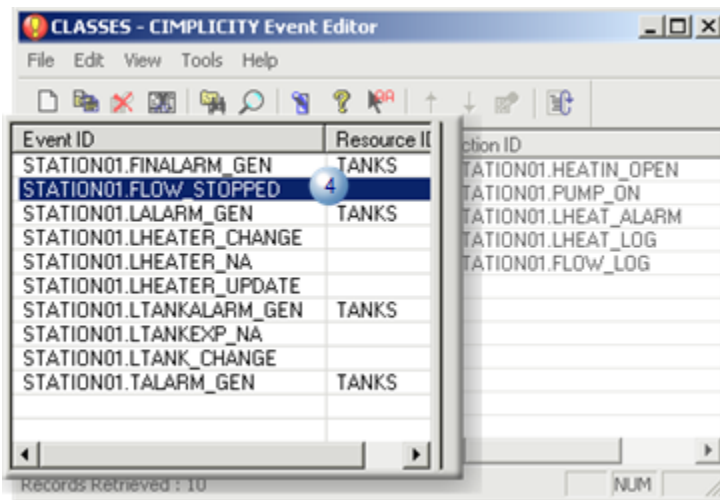 CLASSES - CIMPLICITY Event Editor
File Edit View Tools Help
Event ID Resource ID
STATION01.FINALARM_GEN TANKS
STATION01.FLOW_STOPPED 4
STATION01.LALARM_GEN TANKS
STATION01.LHEATER_CHANGE
STATION01.LHEATER_NA
STATION01.LHEATER_UPDATE
STATION01.LTANKALARM_GEN TANKS
STATION01.LTANKEXP_NA
STATION01.LTANK_CHANGE
STATION01.TALARM_GEN TANKS
ction ID
TATION01.HEATIN_OPEN
TATION01.PUMP_ON
TATION01.LHEAT_ALARM
TATION01.LHEAT_LOG
TATION01.FLOW_LOG
Records Retrieved : 10
NUM